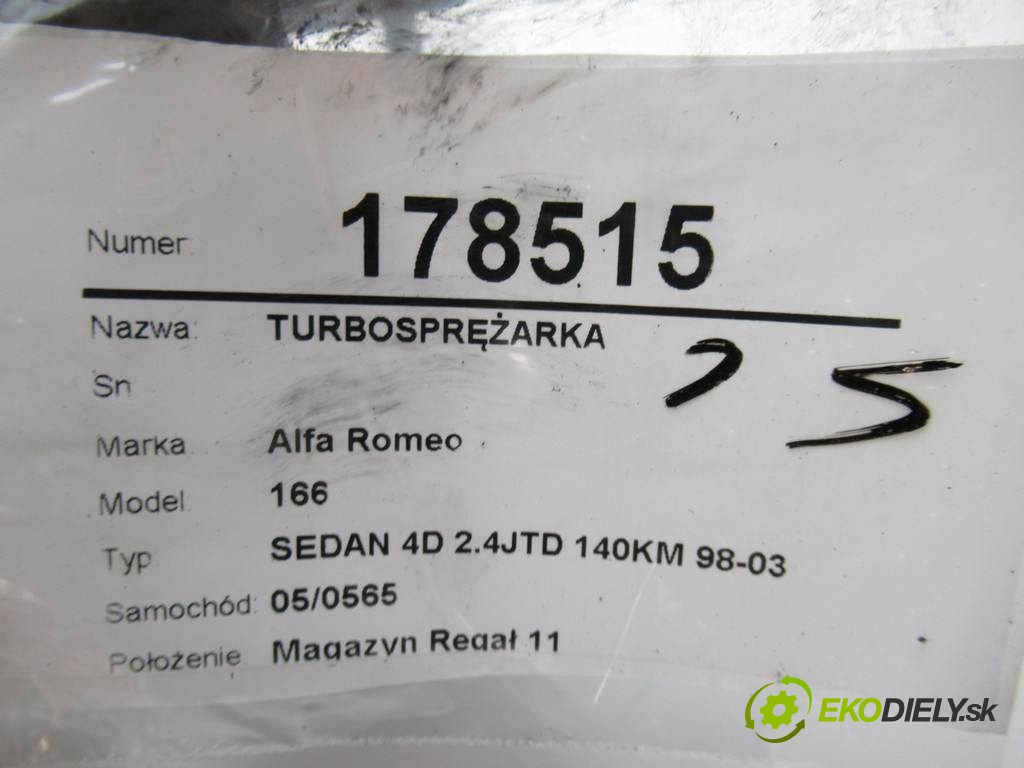 Numer: 178515
Nazwa: TURBOSPRĘŻARKA
Sn
Marka Alfa Romeo
Model 166
Typ SEDAN 4D 2.4JTD 140KM 98-03
Samochód: 05/0565
Położenie Magazyn Regał 11
EKODIELY.sk